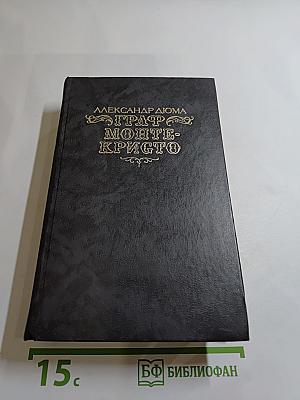 АЛЕКСАНДР ДЮМА
ГРАФ
МОНТЕ-
КРИСТО
15с
БФ БИБЛИОФАН